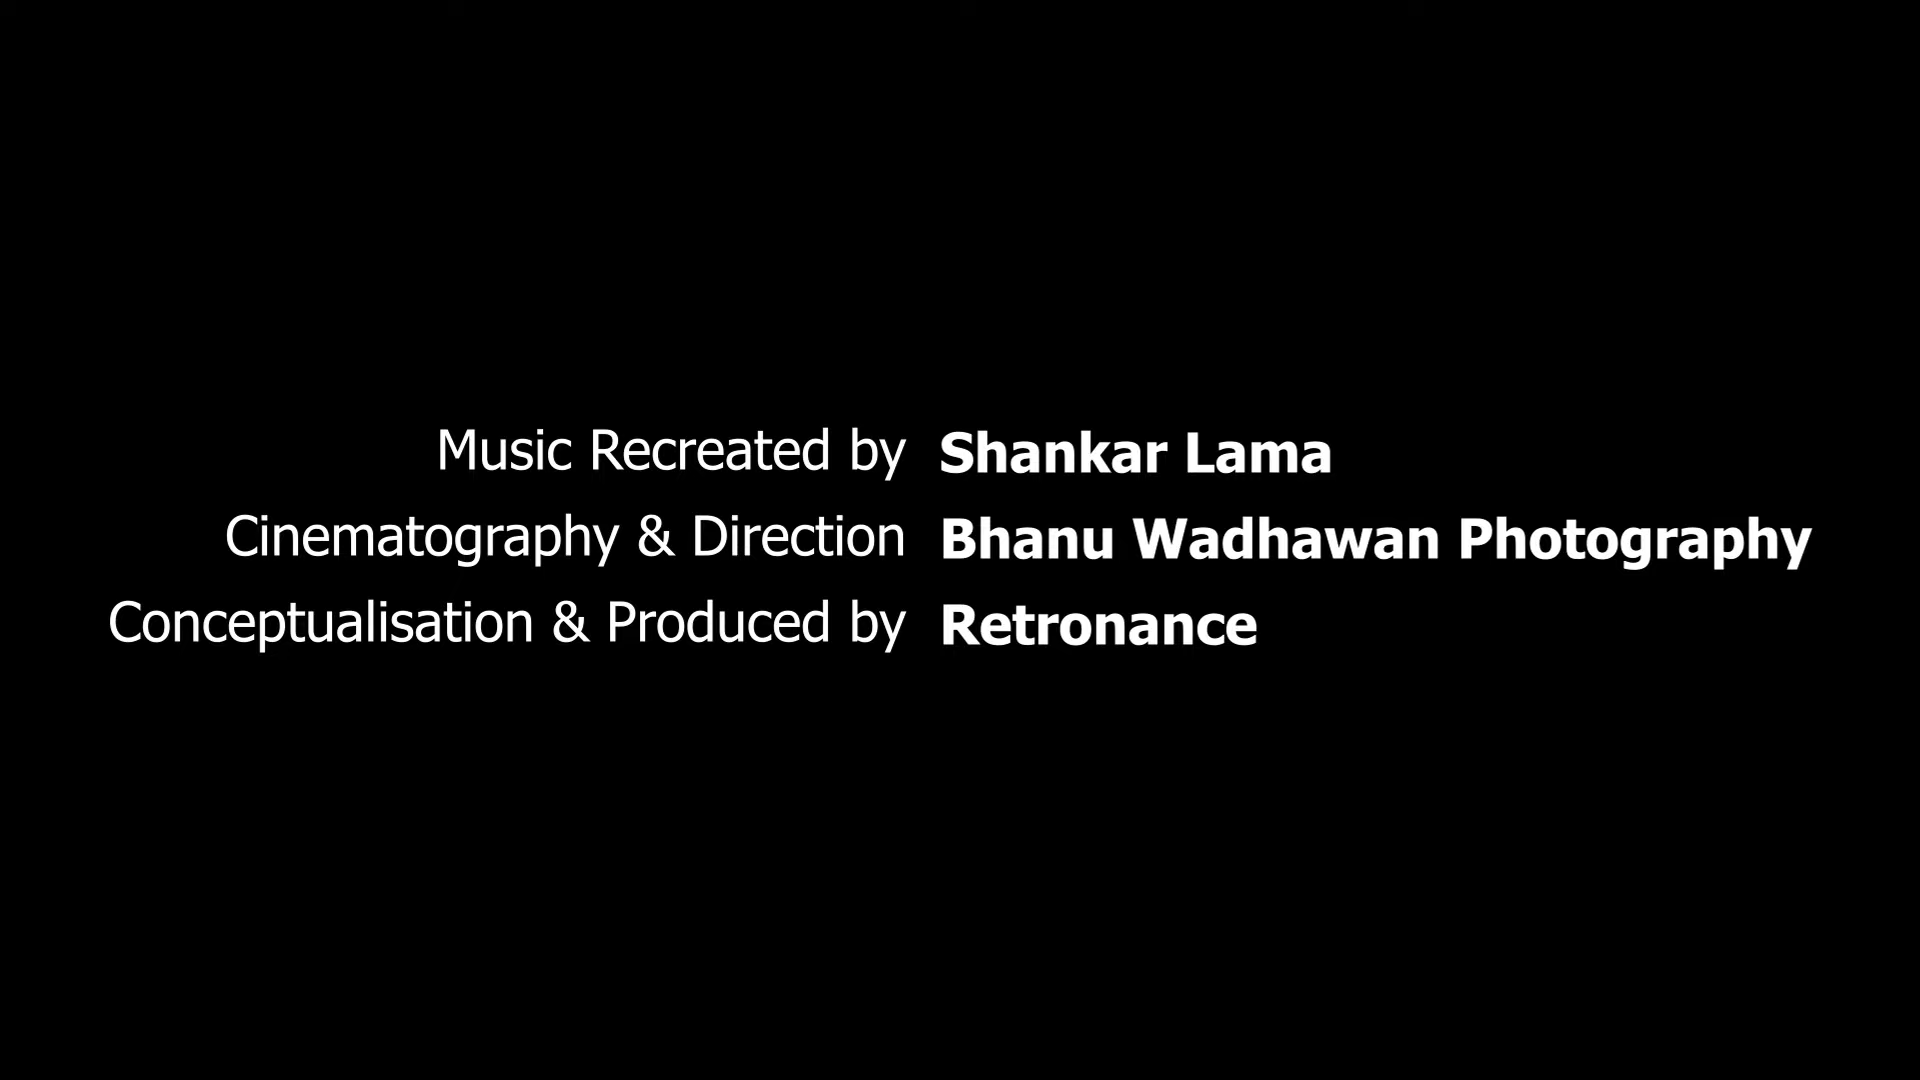 Music Recreated by Shankar Lama
Cinematography & Direction Bhanu Wadhawan Photography
Conceptualisation & Produced by Retronance